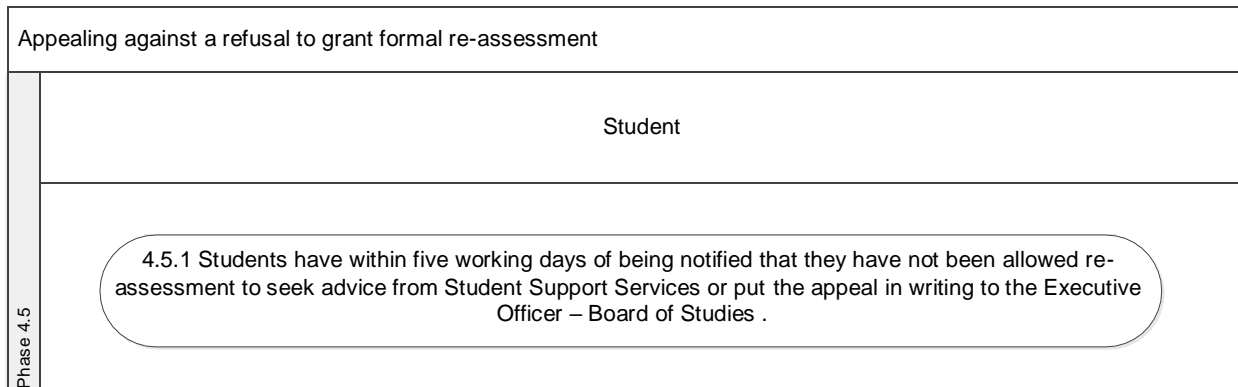 Appealing against a refusal to grant formal re-assessment
Student
4.5.1 Students have within five working days of being notified that they have not been allowed re-
assessment to seek advice from Student Support Services or put the appeal in writing to the Executive
Officer – Board of Studies .
Phase 4.5